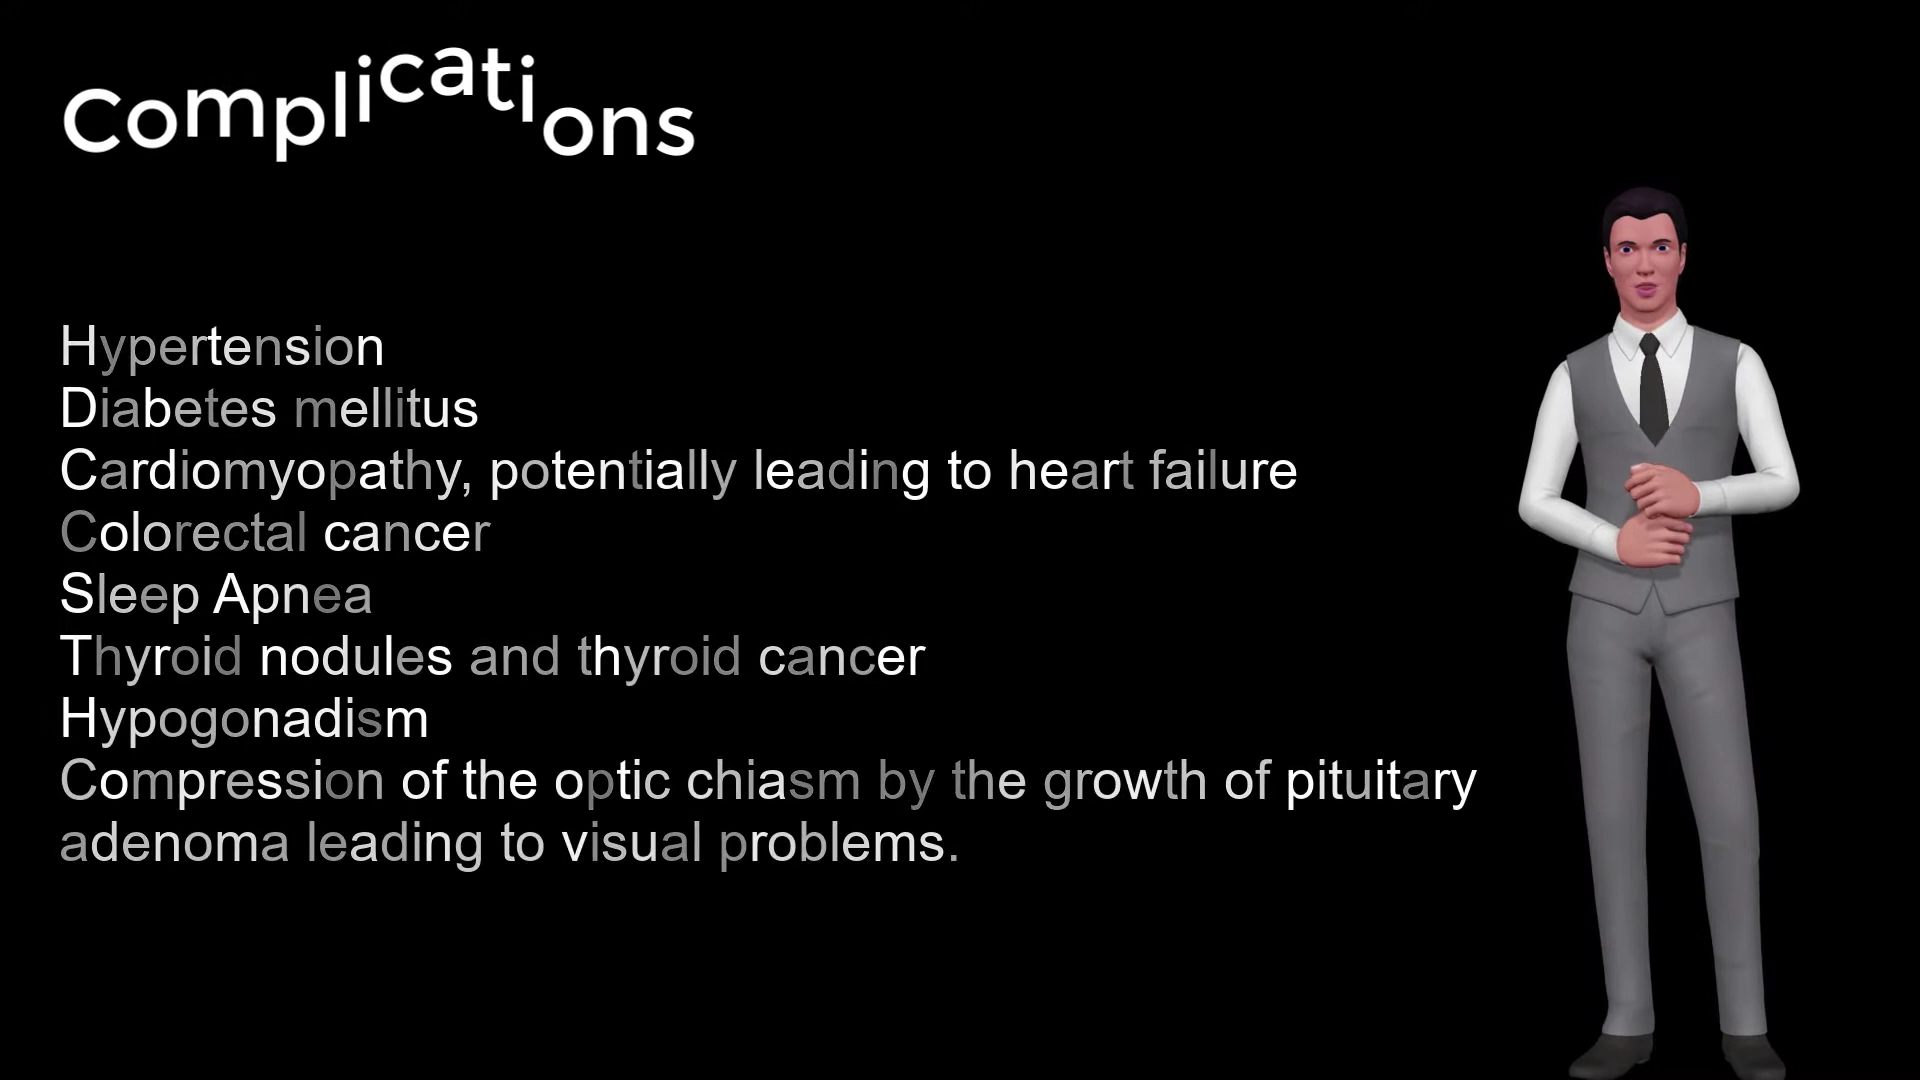 Complications
Hypertension
Diabetes mellitus
Cardiomyopathy, potentially leading to heart failure
Colorectal cancer
Sleep Apnea
Thyroid nodules and thyroid cancer
Hypogonadism
Compression of the optic chiasm by the growth of pituitary
adenoma leading to visual problems.